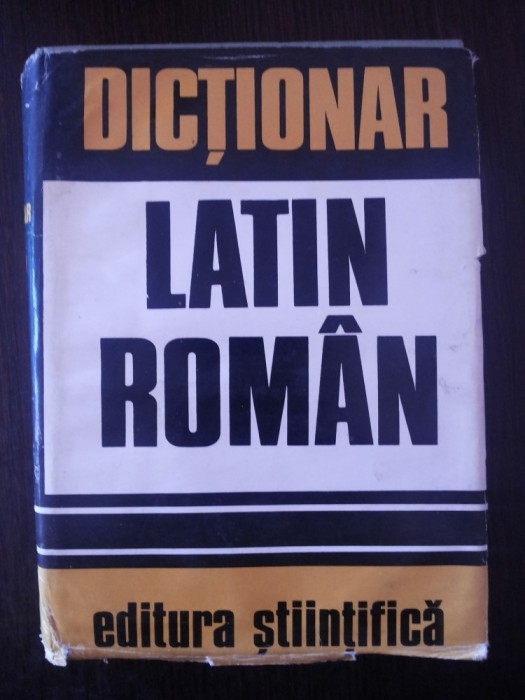 DICȚIONAR
LATIN
ROMÂN
editura științifică